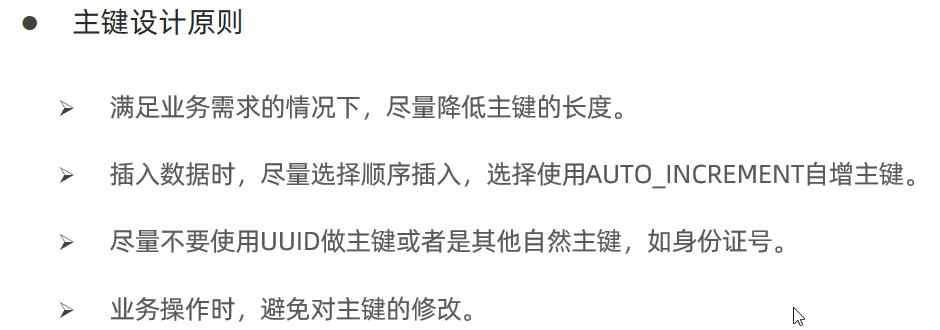 ● 主键设计原则
➢ 满足业务需求的情况下，尽量降低主键的长度。
➢ 插入数据时，尽量选择顺序插入，选择使用AUTO_INCREMENT自增主键。
➢ 尽量不要使用UUID做主键或者是其他自然主键，如身份证号。
➢ 业务操作时，避免对主键的修改。